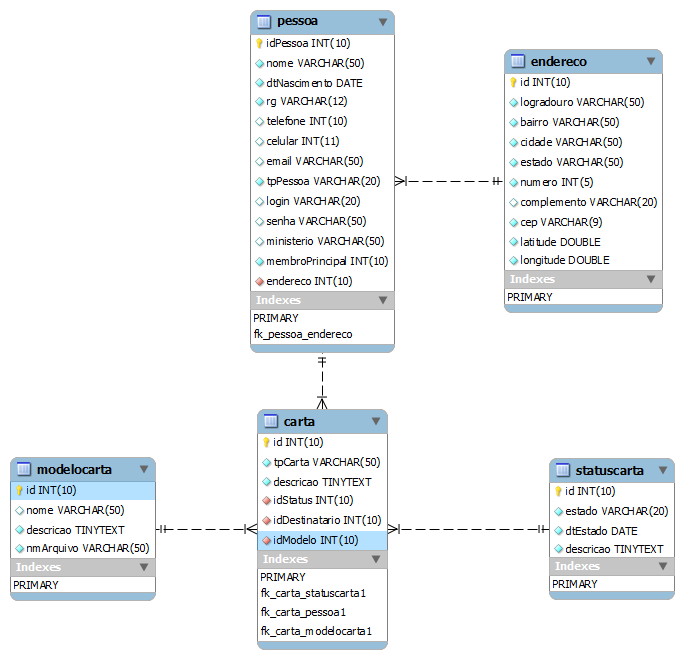 pessoa
idPessoa INT(10)
nome VARCHAR(50)
dtNascimento DATE
rg VARCHAR(12)
telefone INT(10)
celular INT(11)
email VARCHAR(50)
tpPessoa VARCHAR(20)
login VARCHAR(20)
senha VARCHAR(50)
ministerio VARCHAR(50)
membroPrincipal INT(10)
endereco INT(10)
Indexes
PRIMARY
fk_pessoa_endereco
endereco
id INT(10)
logradouro VARCHAR(50)
bairro VARCHAR(50)
cidade VARCHAR(50)
estado VARCHAR(50)
numero INT(5)
complemento VARCHAR(20)
cep VARCHAR(9)
latitude DOUBLE
longitude DOUBLE
Indexes
PRIMARY
carta
id INT(10)
tpCarta VARCHAR(50)
descricao TINYTEXT
idStatus INT(10)
idDestinatario INT(10)
idModelo INT(10)
Indexes
PRIMARY
fk_carta_statuscarta1
fk_carta_pessoa1
fk_carta_modelocarta1
modelocarta
id INT(10)
nome VARCHAR(50)
descricao TINYTEXT
nmArquivo VARCHAR(50)
Indexes
PRIMARY
statuscarta
id INT(10)
estado VARCHAR(20)
dtEstado DATE
descricao TINYTEXT
Indexes
PRIMARY